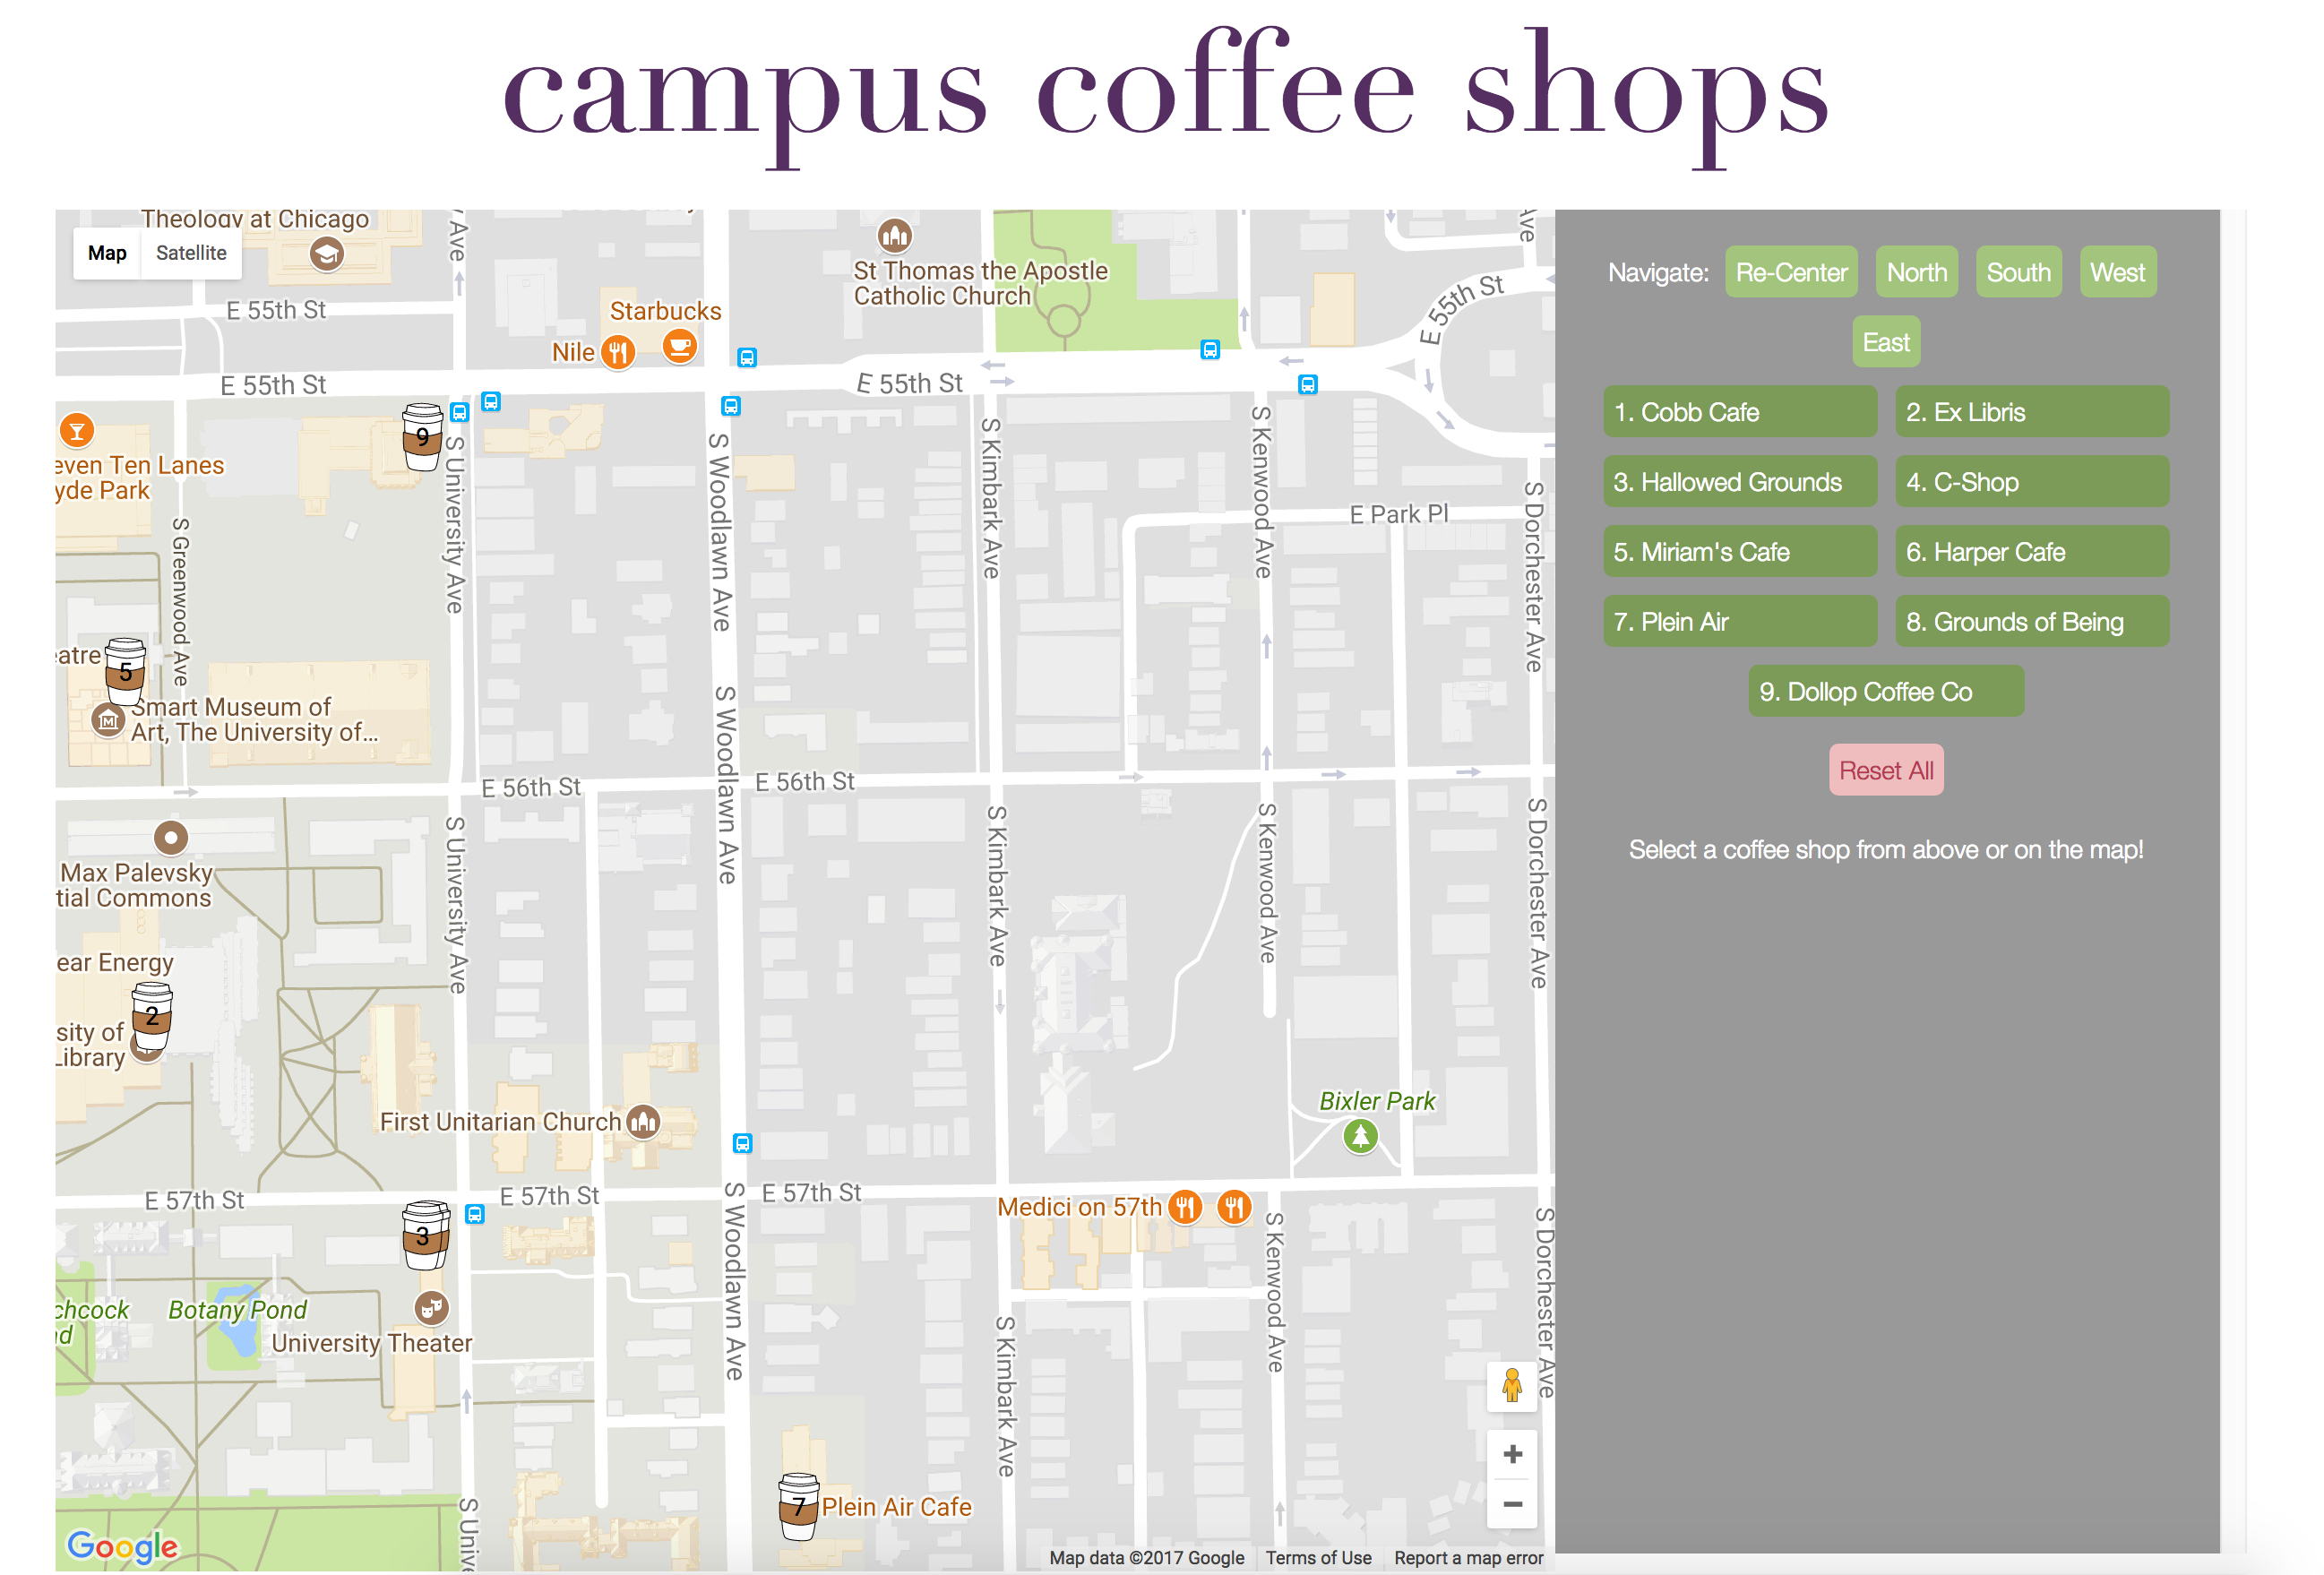 campus coffee shops
Theology at Chicago
Map
Satellite
Ave
St Thomas the Apostle
Catholic Church
Ave
E 55th St
E 55th St
Starbucks
Nile
E 55th St
E 55th St
9
even Ten Lanes
yde Park
S Greenwood Ave
S University Ave
S Woodlawn Ave
S Kimbark Ave
S Kenwood Ave
E Park Pl
S Dorchester Ave
eatre
5
Smart Museum of
Art, The University of...
S Woodlawn Ave
E 56th St
E 56th St
Max Palevsky
tial Commons
S University Ave
S Kimbark Ave
S Kenwood Ave
S Dorchester Ave
ear Energy
2
sity of
Library
First Unitarian Church
Bixler Park
E 57th St
E 57th St
E 57th St
3
Medici on 57th
S Woodlawn Ave
S Kenwood Ave
S Dorchester Ave
chcock
d
Botany Pond
University Theater
S Kimbark Ave
7
Plein Air Cafe
S Unive
Google
Map data ©2017 Google
Terms of Use
Report a map error
Navigate: Re-Center North South West
East
1. Cobb Cafe
2. Ex Libris
3. Hallowed Grounds
4. C-Shop
5. Miriam's Cafe
6. Harper Cafe
7. Plein Air
8. Grounds of Being
9. Dollop Coffee Co
Reset All
Select a coffee shop from above or on the map!